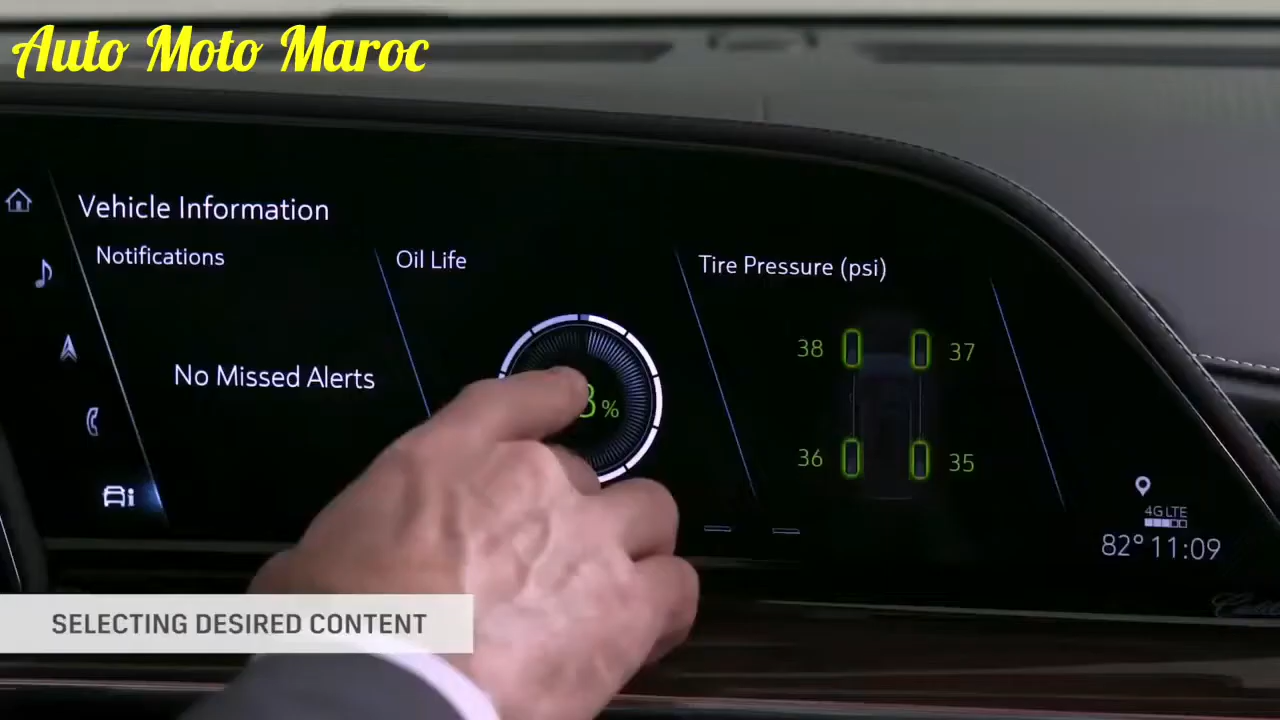 Auto Moto Maroc
Vehicle Information
Notifications
Oil Life
Tire Pressure (psi)
38
37
No Missed Alerts
%
36
35
4G LTE
82° 11:09
SELECTING DESIRED CONTENT